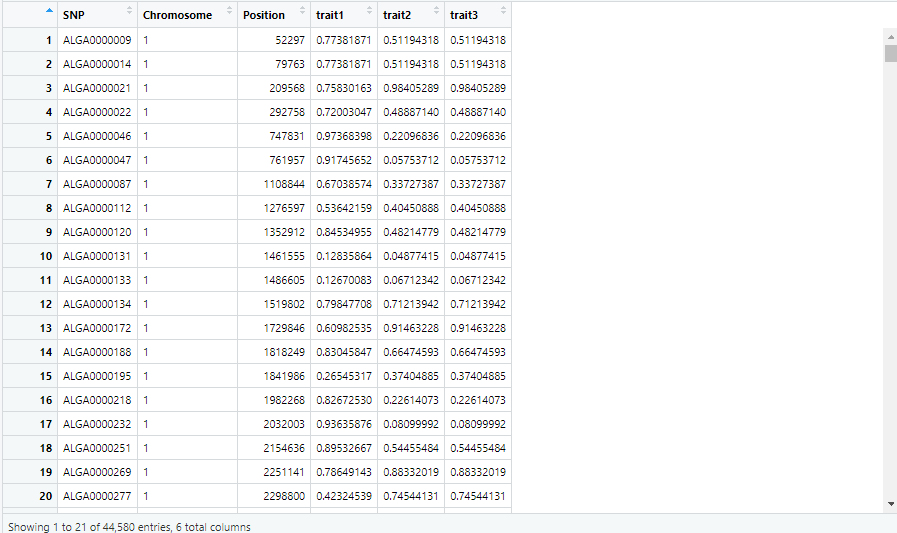 SNP Chromosome Position trait1 trait2 trait3
1 ALGA0000009 1 52297 0.77381871 0.51194318 0.51194318
2 ALGA0000014 1 79763 0.77381871 0.51194318 0.51194318
3 ALGA0000021 1 209568 0.75830163 0.98405289 0.98405289
4 ALGA0000022 1 292758 0.72003047 0.48887140 0.48887140
5 ALGA0000046 1 747831 0.97368398 0.22096836 0.22096836
6 ALGA0000047 1 761957 0.91745652 0.05753712 0.05753712
7 ALGA0000087 1 1108844 0.67038574 0.33727387 0.33727387
8 ALGA0000112 1 1276597 0.53642159 0.40450888 0.40450888
9 ALGA0000120 1 1352912 0.84534955 0.48214779 0.48214779
10 ALGA0000131 1 1461555 0.12835864 0.04877415 0.04877415
11 ALGA0000133 1 1486605 0.12670083 0.06712342 0.06712342
12 ALGA0000134 1 1519802 0.79847708 0.71213942 0.71213942
13 ALGA0000172 1 1729846 0.60982535 0.91463228 0.91463228
14 ALGA0000188 1 1818249 0.83045847 0.66474593 0.66474593
15 ALGA0000195 1 1841986 0.26545317 0.37404885 0.37404885
16 ALGA0000218 1 1982268 0.82672530 0.22614073 0.22614073
17 ALGA0000232 1 2032003 0.93635876 0.08099992 0.08099992
18 ALGA0000251 1 2154636 0.89532667 0.54455484 0.54455484
19 ALGA0000269 1 2251141 0.78649143 0.88332019 0.88332019
20 ALGA0000277 1 2298800 0.42324539 0.74544131 0.74544131
Showing 1 to 21 of 44,580 entries, 6 total columns